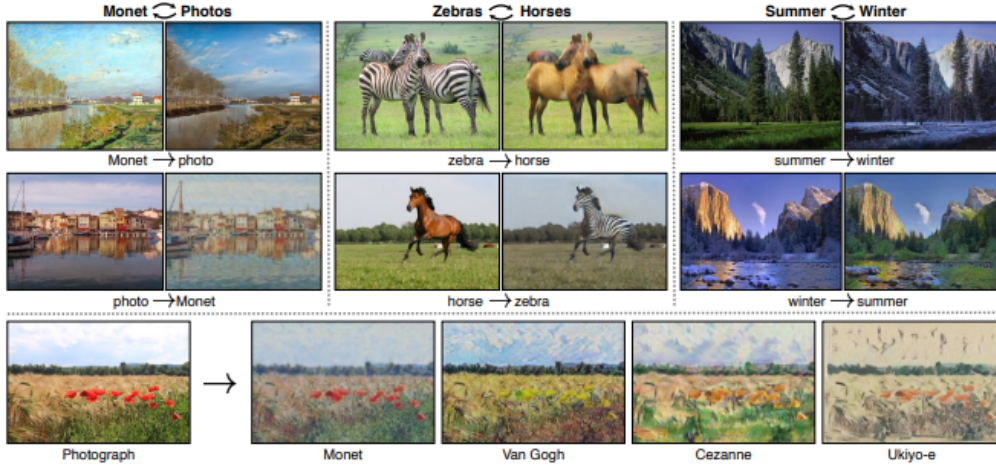 Monet ⇄ Photos
Zebras ⇄ Horses
Summer ⇄ Winter
Monet → photo
zebra → horse
summer → winter
photo → Monet
horse → zebra
winter → summer
Photograph
Monet
Van Gogh
Cezanne
Ukiyo-e